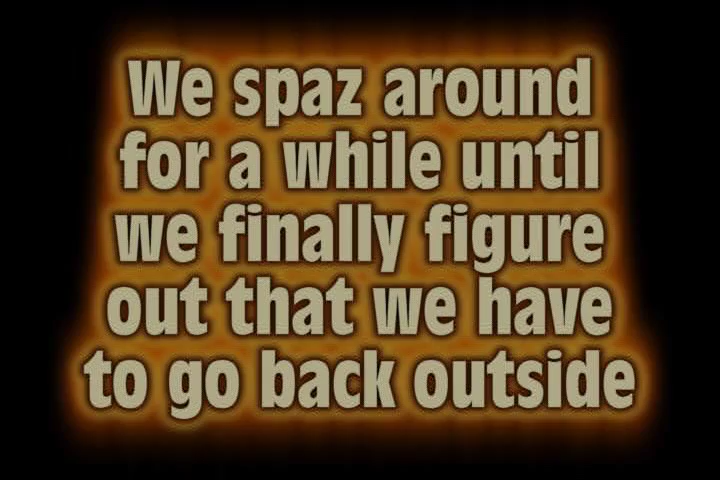 We spaz around
for a while until
we finally figure
out that we have
to go back outside